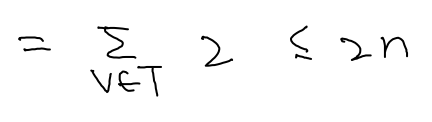 = ∑_{v∈T} 2 ≤ 2n